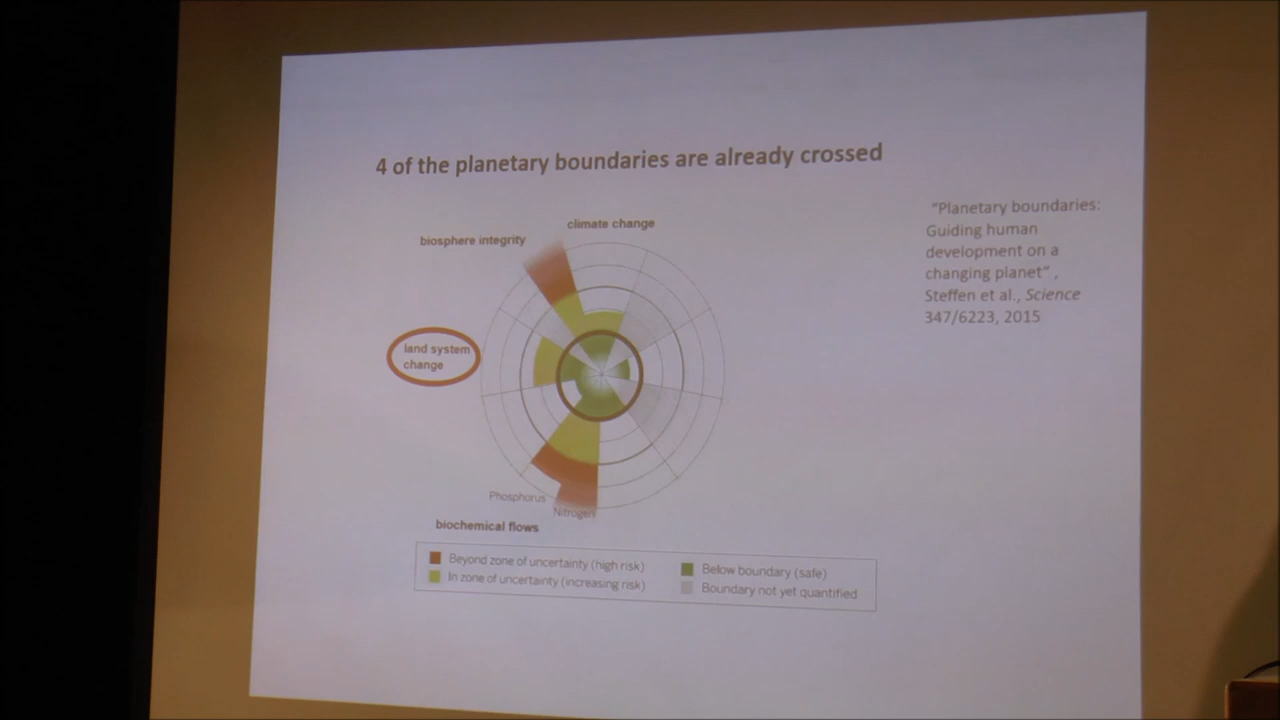 4 of the planetary boundaries are already crossed
climate change
biosphere integrity
land system
change
Phosphorus
Nitrogen
biochemical flows
Beyond zone of uncertainty (high risk)
In zone of uncertainty (increasing risk)
Below boundary (safe)
Boundary not yet quantified
"Planetary boundaries:
Guiding human
development on a
changing planet" ,
Steffen et al., Science
347/6223, 2015